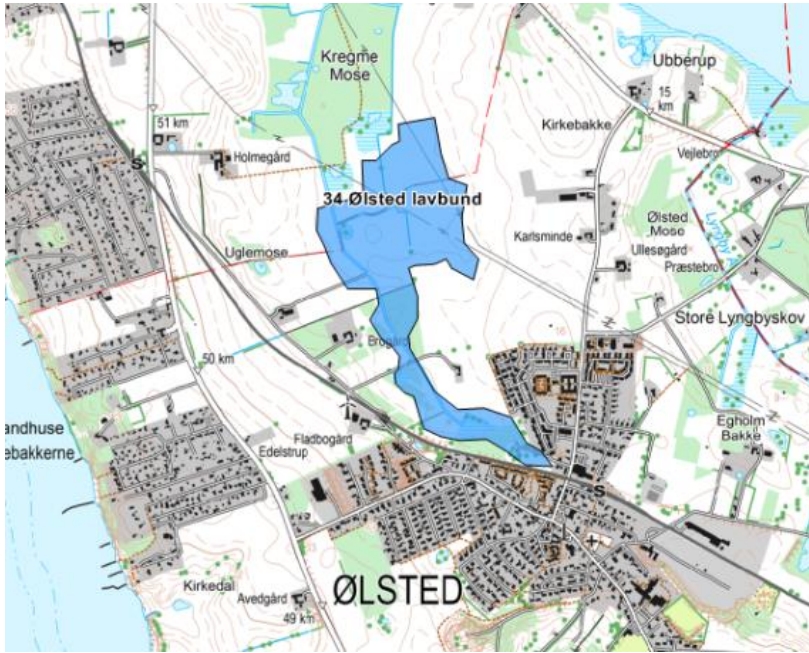 Kregme
Mose
Ubberup
15
km
51 km
Kirkebakke
Holmegård
Vejlebro
34 Ølsted lavbund
Ølsted
Mose
Lyngby Å
Karlsminde
Ullesøgård
Præstebro
Uglemose
Store Lyngbyskov
50 km
Egholm
Bakke
andhuse
ebakkerne
Fladbogård
Edelstrup
Kirkedal
Avedgård
49 km
ØLSTED